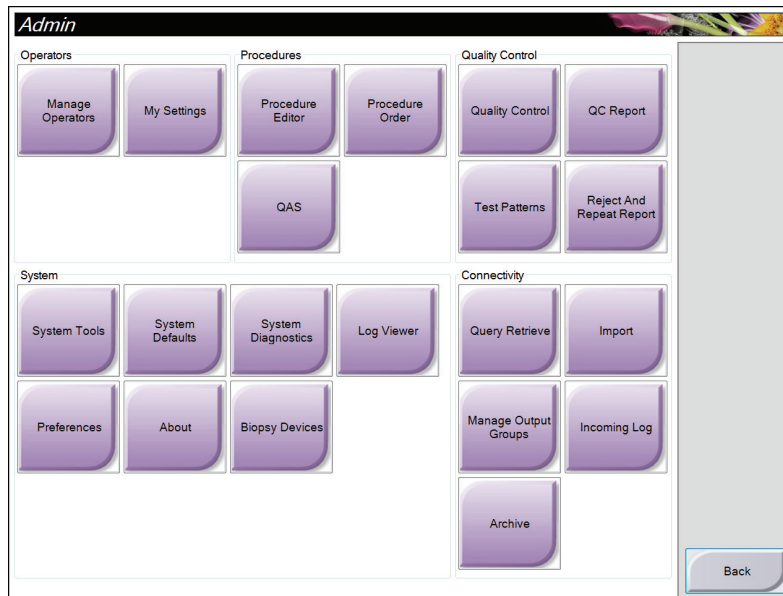 Admin
Operators
Manage
Operators
My Settings
Procedures
Procedure
Editor
Procedure
Order
QAS
Quality Control
Quality Control
QC Report
Test Patterns
Reject And
Repeat Report
System
System Tools
System
Defaults
System
Diagnostics
Log Viewer
Preferences
About
Biopsy Devices
Connectivity
Query Retrieve
Import
Manage Output
Groups
Incoming Log
Archive
Back